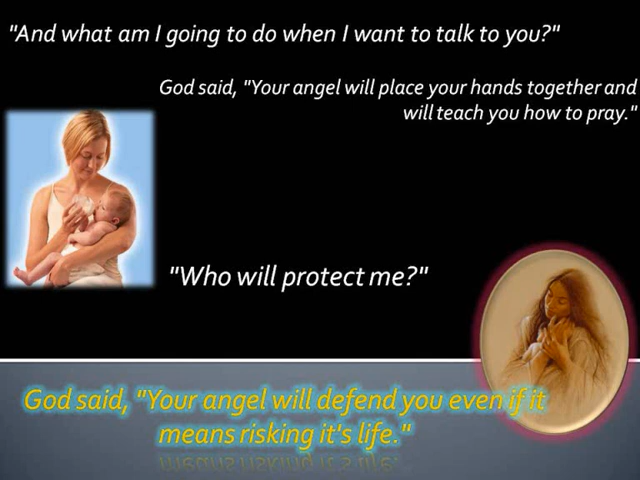 "And what am I going to do when I want to talk to you?"
God said, "Your angel will place your hands together and
will teach you how to pray."
"Who will protect me?"
God said, "Your angel will defend you even if it
means risking it's life."